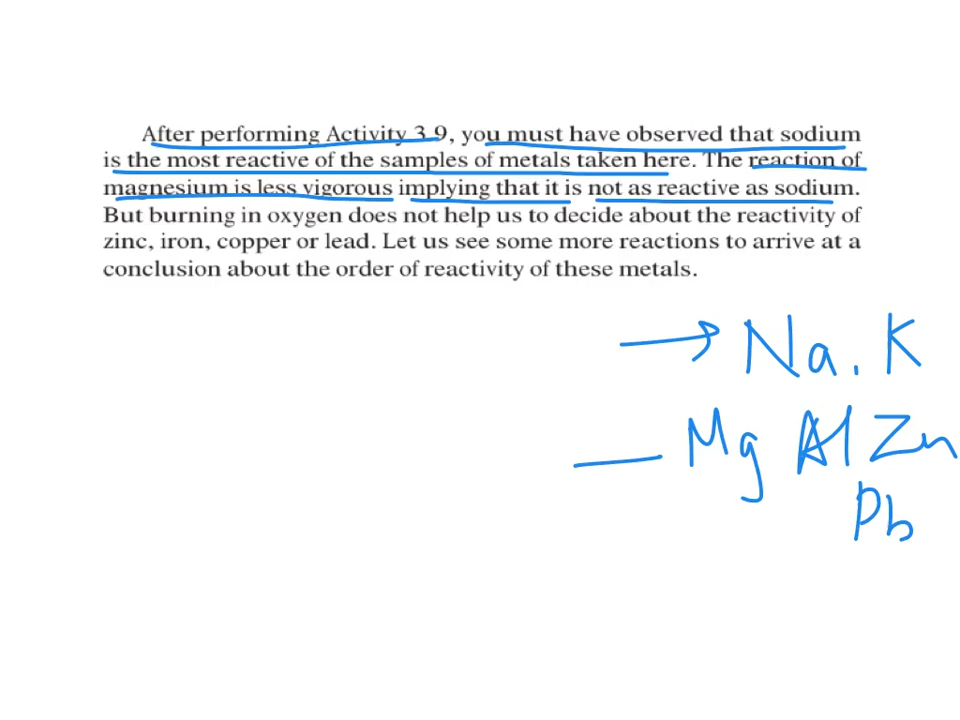 After performing Activity 3.9, you must have observed that sodium
is the most reactive of the samples of metals taken here. The reaction of
magnesium is less vigorous implying that it is not as reactive as sodium.
But burning in oxygen does not help us to decide about the reactivity of
zinc, iron, copper or lead. Let us see some more reactions to arrive at a
conclusion about the order of reactivity of these metals.
→ Na, K
— Mg Al Zn
Pb